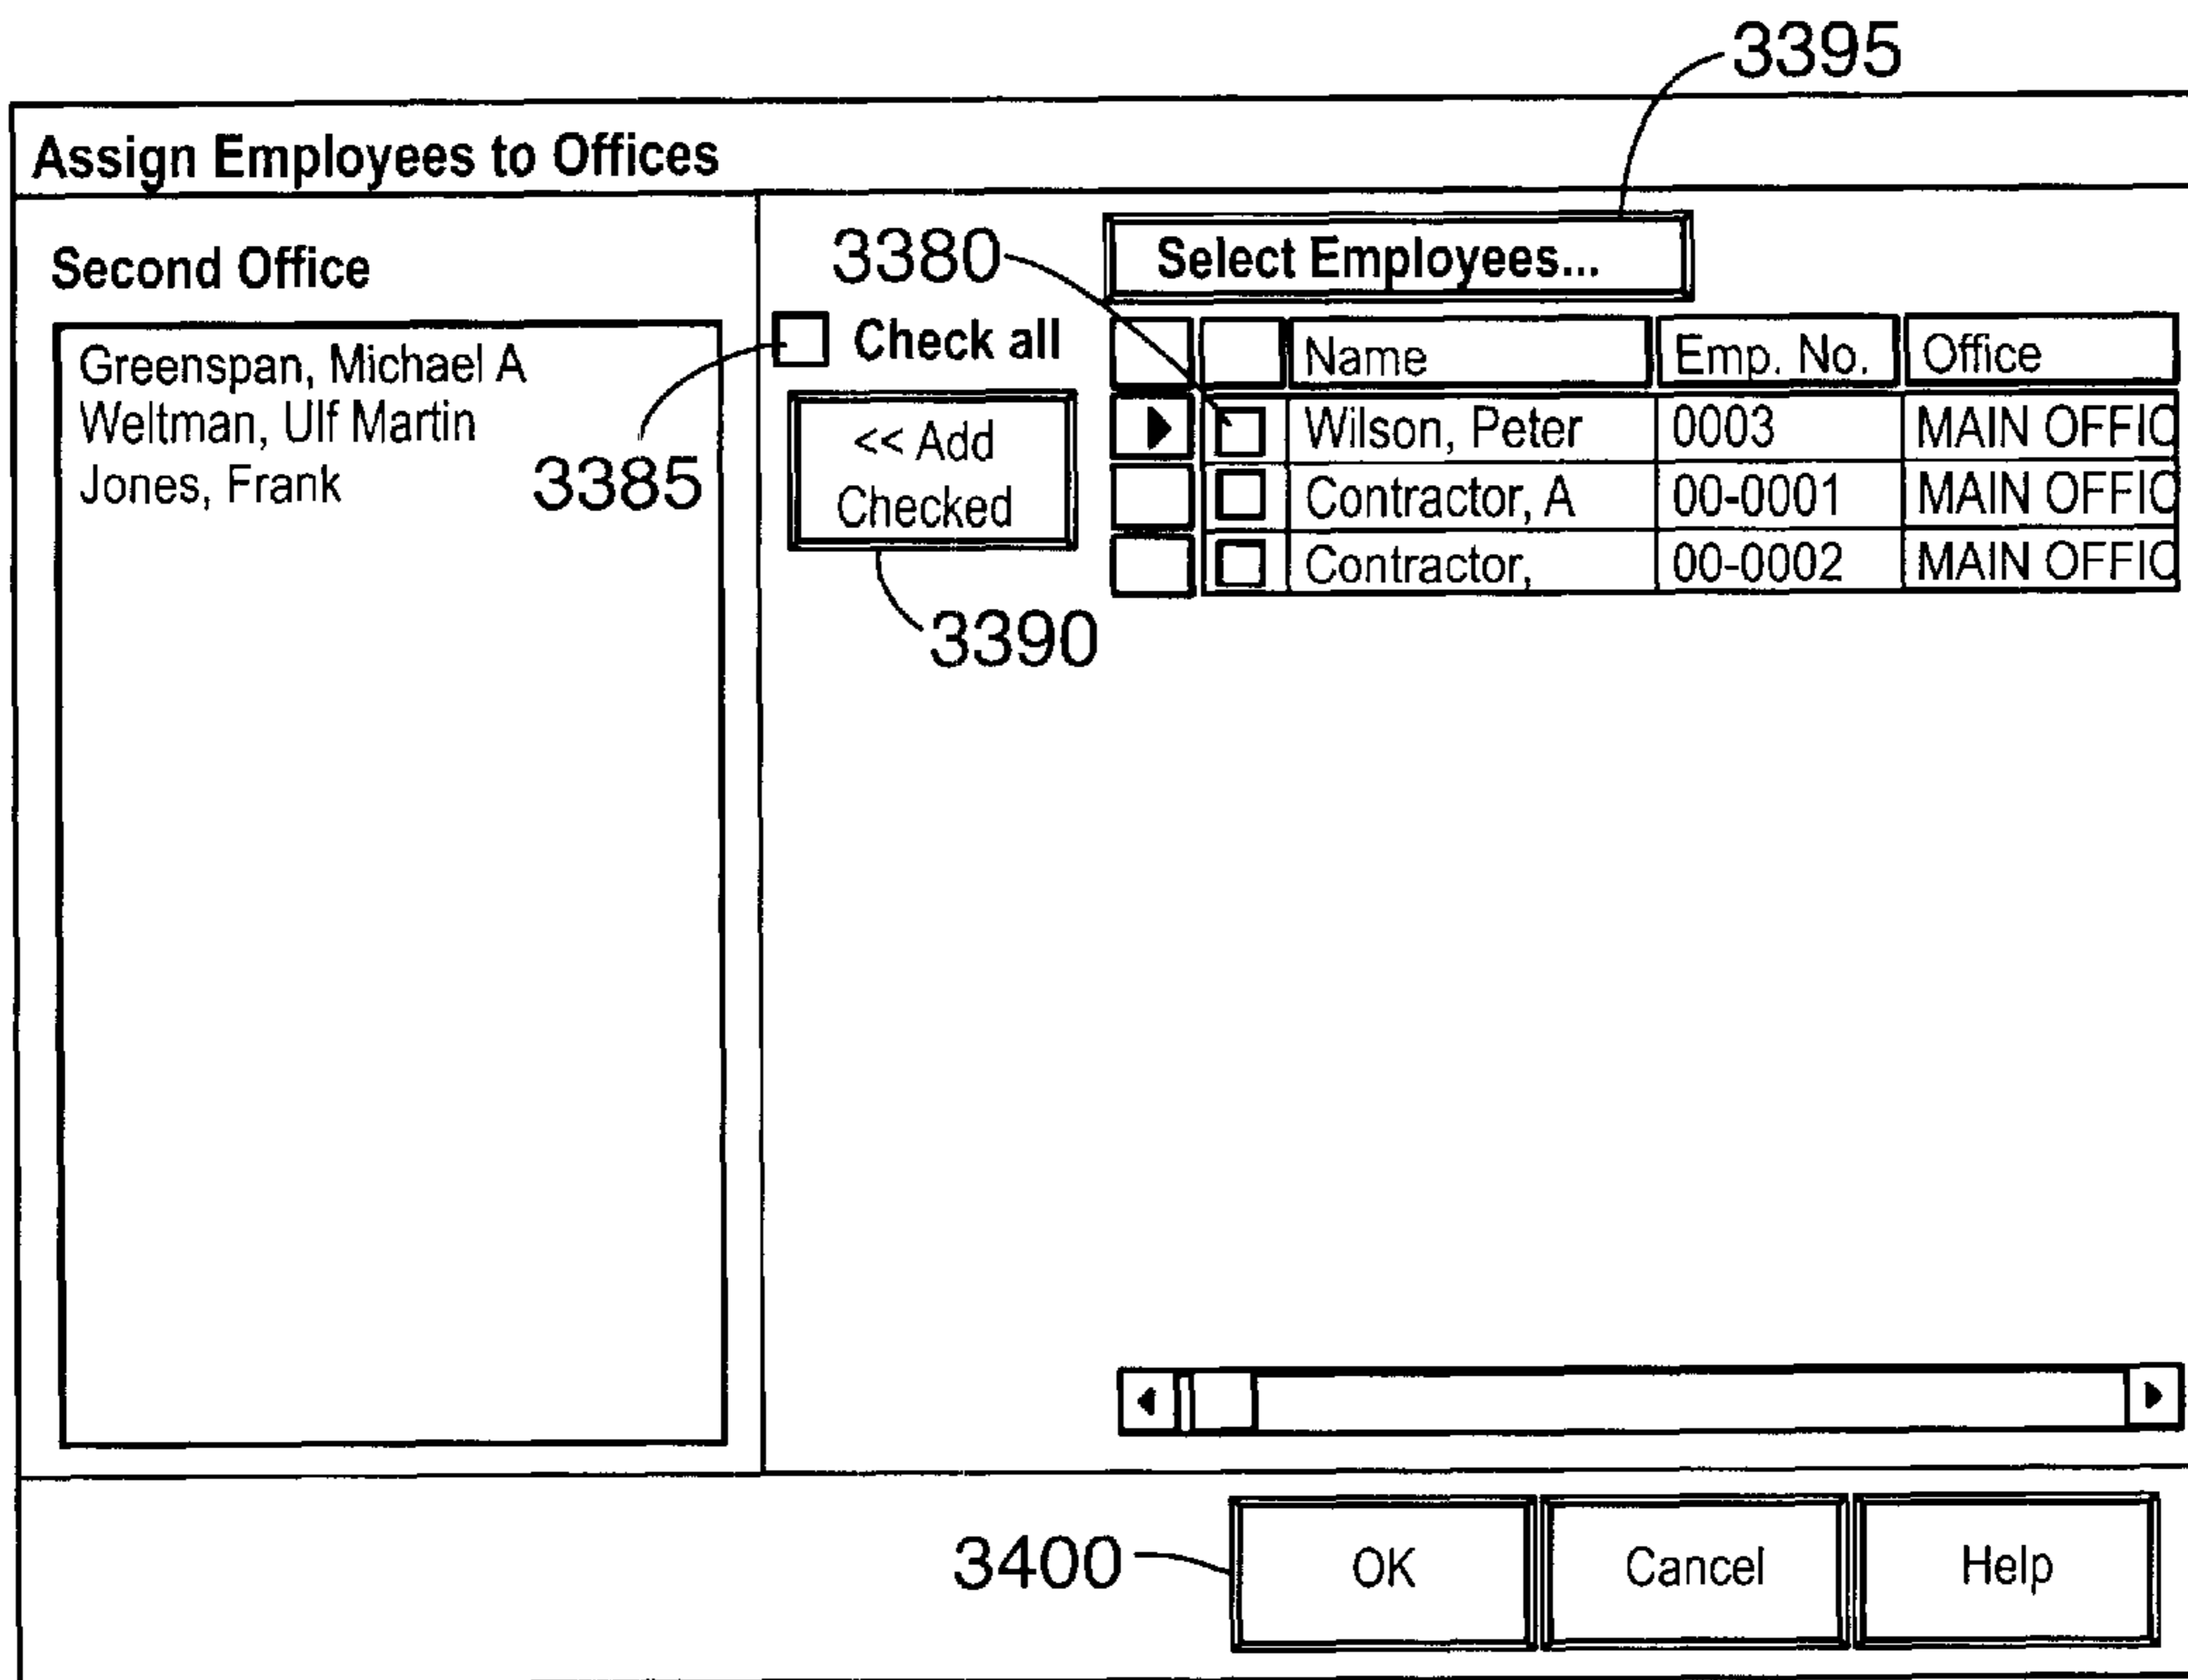 3395
Assign Employees to Offices
Second Office
Greenspan, Michael A
Weltman, Ulf Martin
Jones, Frank
3385
3380
Check all
<< Add
Checked
3390
Select Employees...
Name Emp. No. Office
Wilson, Peter 0003 MAIN OFFIC
Contractor, A 00-0001 MAIN OFFIC
Contractor, 00-0002 MAIN OFFIC
3400
OK Cancel Help